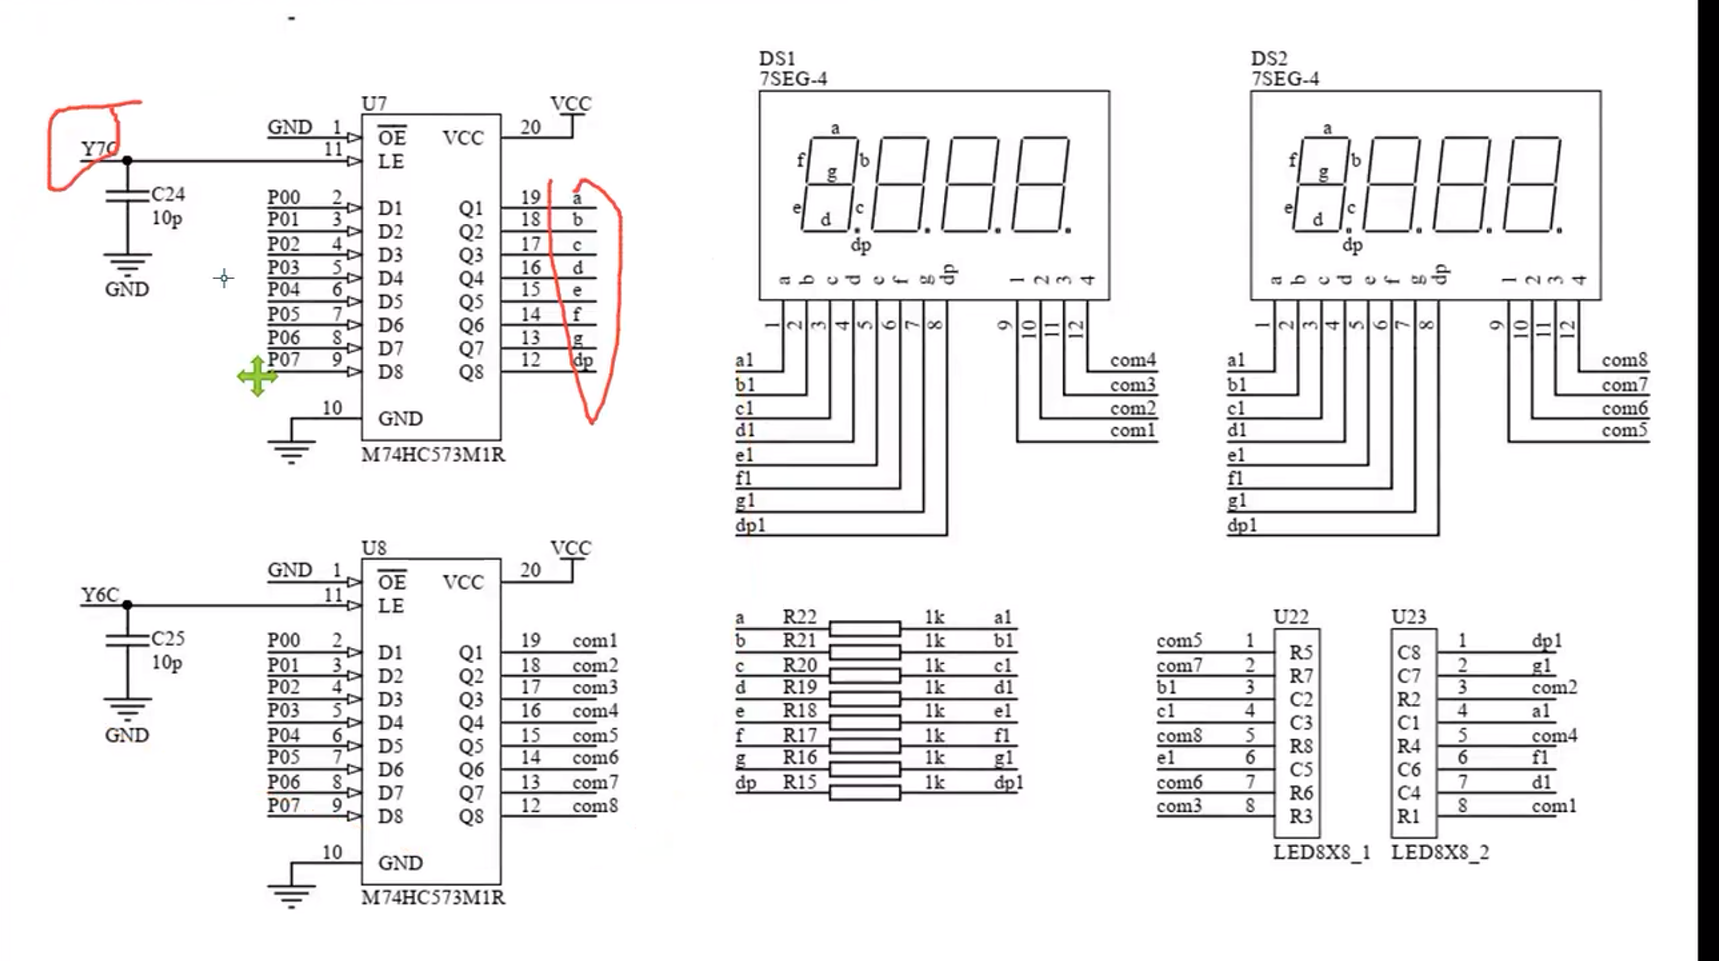 U7
VCC
GND 1 OE VCC 20
Y7C 11 LE
C24
10p
GND
P00 2 D1 Q1 19 a
P01 3 D2 Q2 18 b
P02 4 D3 Q3 17 c
P03 5 D4 Q4 16 d
P04 6 D5 Q5 15 e
P05 7 D6 Q6 14 f
P06 8 D7 Q7 13 g
P07 9 D8 Q8 12 dp
10 GND
M74HC573M1R
DS1
7SEG-4
a
f b
g
e c
d
dp
a b c d e f g dp 1 2 3 4
1 2 3 4 5 6 7 8 9 10 11 12
a1 com4
b1 com3
c1 com2
d1 com1
e1
f1
g1
dp1
DS2
7SEG-4
a
f b
g
e c
d
dp
a b c d e f g dp 1 2 3 4
1 2 3 4 5 6 7 8 9 10 11 12
a1 com8
b1 com7
c1 com6
d1 com5
e1
f1
g1
dp1
U8
VCC
GND 1 OE VCC 20
Y6C 11 LE
C25
10p
GND
P00 2 D1 Q1 19 com1
P01 3 D2 Q2 18 com2
P02 4 D3 Q3 17 com3
P03 5 D4 Q4 16 com4
P04 6 D5 Q5 15 com5
P05 7 D6 Q6 14 com6
P06 8 D7 Q7 13 com7
P07 9 D8 Q8 12 com8
10 GND
M74HC573M1R
a R22 1k a1
b R21 1k b1
c R20 1k c1
d R19 1k d1
e R18 1k e1
f R17 1k f1
g R16 1k g1
dp R15 1k dp1
U22
com5 1 R5
com7 2 R7
b1 3 C2
c1 4 C3
com8 5 R8
e1 6 C5
com6 7 R6
com3 8 R3
LED8X8_1
U23
C8 1 dp1
C7 2 g1
R2 3 com2
C1 4 a1
R4 5 com4
C6 6 f1
C4 7 d1
R1 8 com1
LED8X8_2